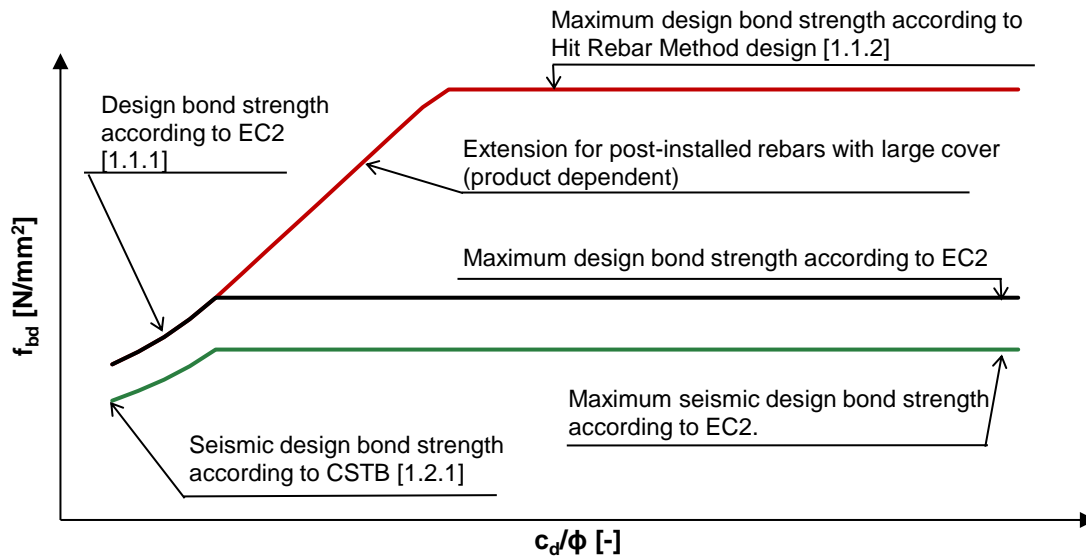 Maximum design bond strength according to
Hit Rebar Method design [1.1.2]
Design bond strength
according to EC2
[1.1.1]
Extension for post-installed rebars with large cover
(product dependent)
Maximum design bond strength according to EC2
f_bd [N/mm²]
Maximum seismic design bond strength
according to EC2.
Seismic design bond strength
according to CSTB [1.2.1]
c_d/ϕ [-]